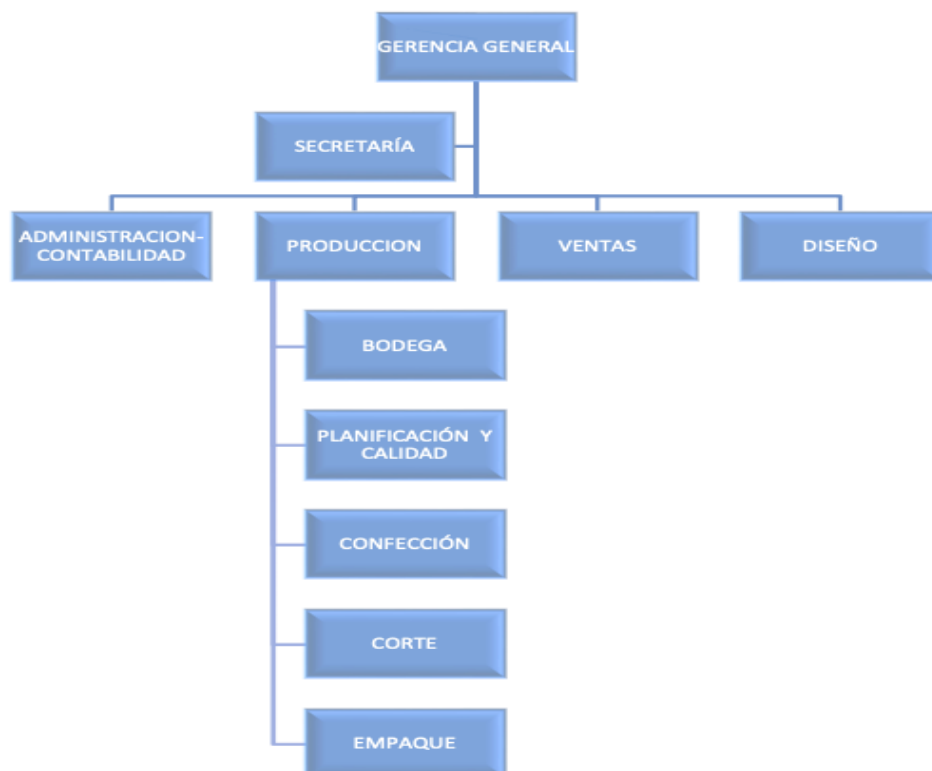 GERENCIA GENERAL
SECRETARÍA
ADMINISTRACION-
CONTABILIDAD
PRODUCCION
VENTAS
DISEÑO
BODEGA
PLANIFICACIÓN Y
CALIDAD
CONFECCIÓN
CORTE
EMPAQUE